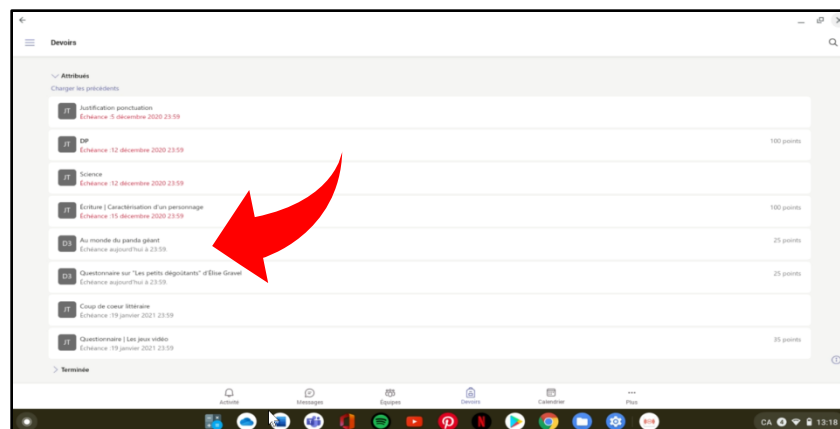 Devoirs
Attribués
Charger les précédents
JT Justification ponctuation
Échéance :5 décembre 2020 23:59
JT DP 100 points
Échéance :12 décembre 2020 23:59
JT Science
Échéance :12 décembre 2020 23:59
JT Écriture | Caractérisation d'un personnage 100 points
Échéance :15 décembre 2020 23:59
D3 Au monde du panda géant 25 points
Échéance aujourd'hui à 23:59
D3 Questonnaire sur "Les petits dégoûtants" d'Élise Gravel 25 points
Échéance aujourd'hui à 23:59
JT Coup de coeur littéraire
Échéance :19 janvier 2021 23:59
JT Questionnaire | Les jeux vidéo 35 points
Échéance :19 janvier 2021 23:59
Terminée
Activité Messages Équipes Devoirs Calendrier Plus
CA 13:18